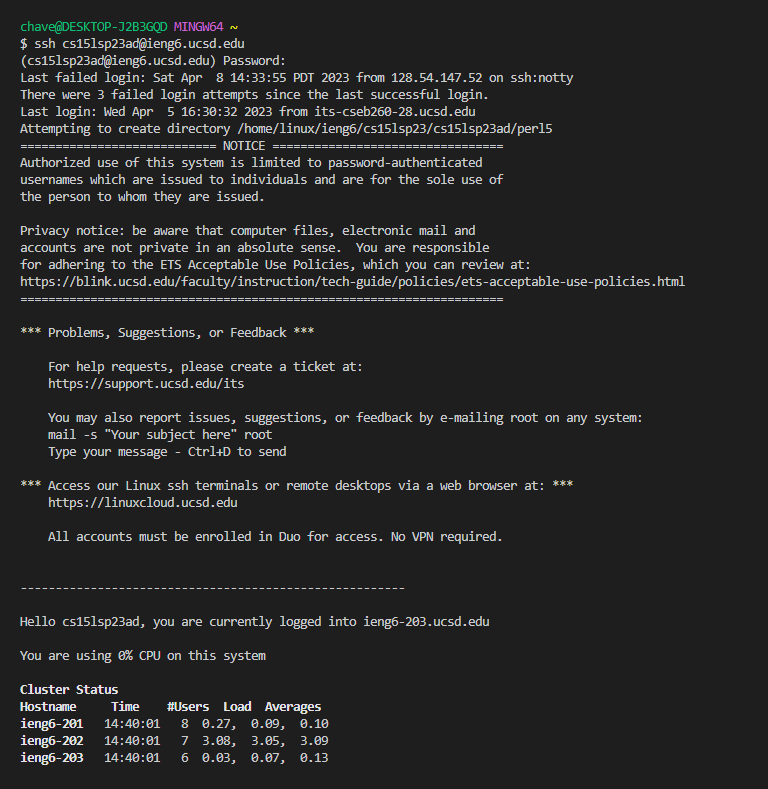 chave@DESKTOP-J2B3GQD MINGW64 ~
$ ssh cs15lsp23ad@ieng6.ucsd.edu
(cs15lsp23ad@ieng6.ucsd.edu) Password:
Last failed login: Sat Apr  8 14:33:55 PDT 2023 from 128.54.147.52 on ssh:notty
There were 3 failed login attempts since the last successful login.
Last login: Wed Apr  5 16:30:32 2023 from its-cseb260-28.ucsd.edu
Attempting to create directory /home/linux/ieng6/cs15lsp23/cs15lsp23ad/perl5
============================ NOTICE =================================
Authorized use of this system is limited to password-authenticated
usernames which are issued to individuals and are for the sole use of
the person to whom they are issued.

Privacy notice: be aware that computer files, electronic mail and
accounts are not private in an absolute sense.  You are responsible
for adhering to the ETS Acceptable Use Policies, which you can review at:
https://blink.ucsd.edu/faculty/instruction/tech-guide/policies/ets-acceptable-use-policies.html
=====================================================================

*** Problems, Suggestions, or Feedback ***

    For help requests, please create a ticket at:
    https://support.ucsd.edu/its

    You may also report issues, suggestions, or feedback by e-mailing root on any system:
    mail -s "Your subject here" root
    Type your message - Ctrl+D to send

*** Access our Linux ssh terminals or remote desktops via a web browser at: ***
    https://linuxcloud.ucsd.edu

    All accounts must be enrolled in Duo for access. No VPN required.

-------------------------------------------------------

Hello cs15lsp23ad, you are currently logged into ieng6-203.ucsd.edu

You are using 0% CPU on this system

Cluster Status
Hostname     Time    #Users  Load  Averages
ieng6-201   14:40:01   8  0.27,  0.09,  0.10
ieng6-202   14:40:01   7  3.08,  3.05,  3.09
ieng6-203   14:40:01   6  0.03,  0.07,  0.13